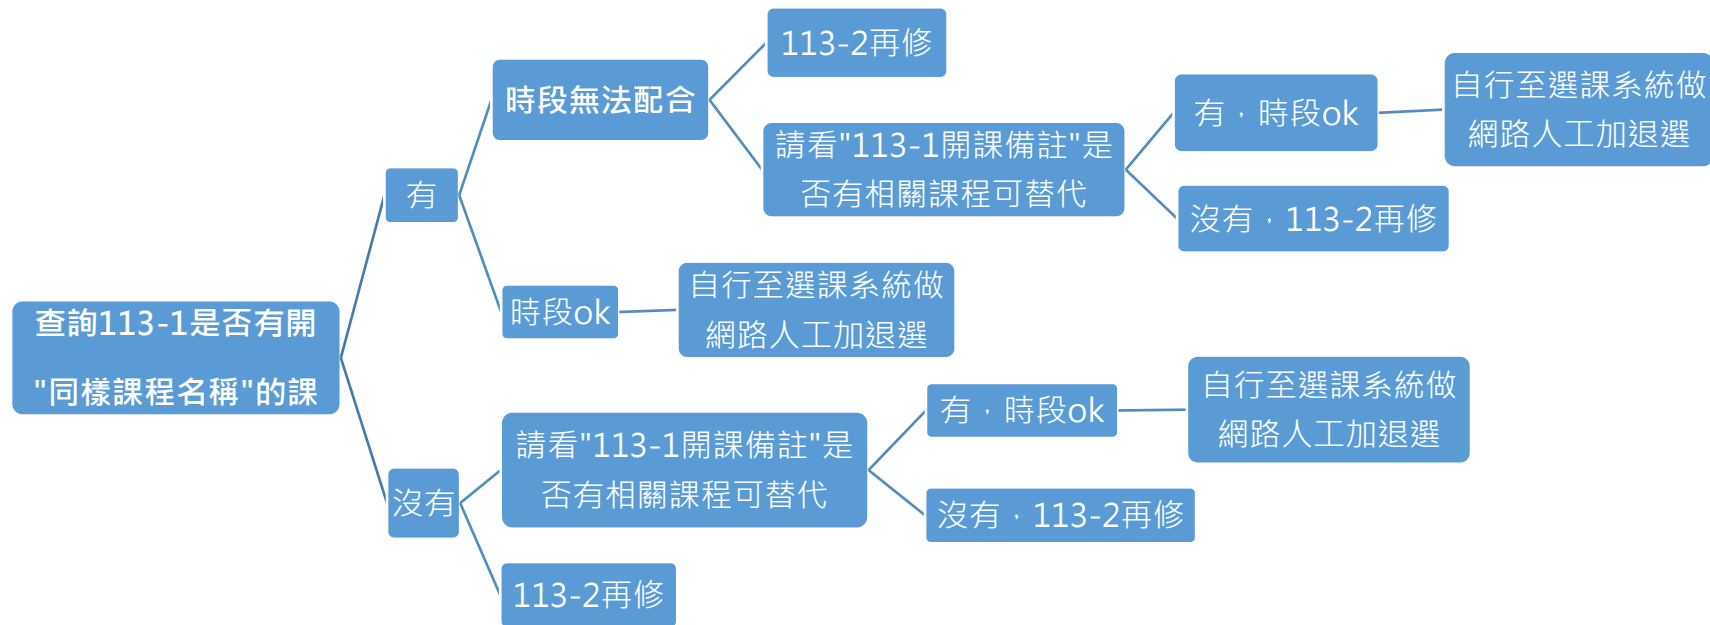 查詢113-1是否有開
"同樣課程名稱"的課
有
時段無法配合
113-2再修
請看"113-1開課備註"是
否有相關課程可替代
有，時段ok
自行至選課系統做
網路人工加退選
沒有，113-2再修
時段ok
自行至選課系統做
網路人工加退選
沒有
請看"113-1開課備註"是
否有相關課程可替代
有，時段ok
自行至選課系統做
網路人工加退選
沒有，113-2再修
113-2再修